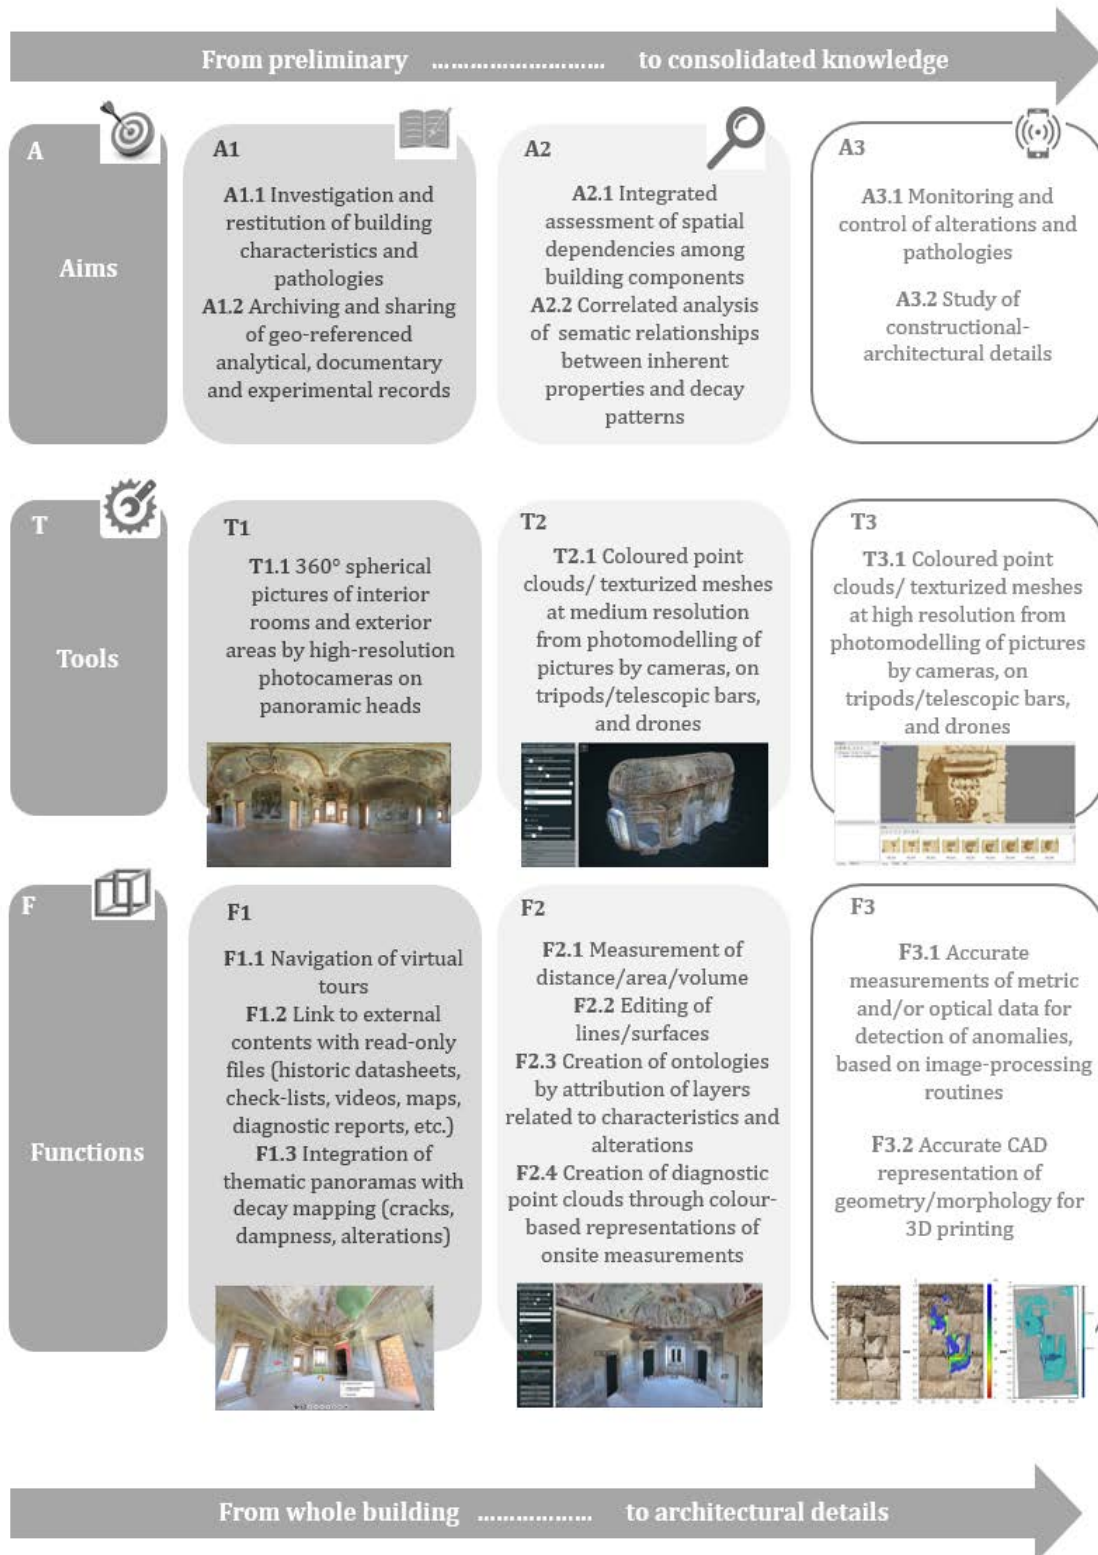 From preliminary ........................... to consolidated knowledge
A
Aims
A1
A1.1 Investigation and
restitution of building
characteristics and
pathologies
A1.2 Archiving and sharing
of geo-referenced
analytical, documentary
and experimental records
A2
A2.1 Integrated
assessment of spatial
dependencies among
building components
A2.2 Correlated analysis
of sematic relationships
between inherent
properties and decay
patterns
A3
A3.1 Monitoring and
control of alterations and
pathologies
A3.2 Study of
constructional-
architectural details
T
Tools
T1
T1.1 360° spherical
pictures of interior
rooms and exterior
areas by high-resolution
photocameras on
panoramic heads
T2
T2.1 Coloured point
clouds/ texturized meshes
at medium resolution
from photomodelling of
pictures by cameras, on
tripods/telescopic bars,
and drones
T3
T3.1 Coloured point
clouds/ texturized meshes
at high resolution from
photomodelling of pictures
by cameras, on
tripods/telescopic bars,
and drones
F
Functions
F1
F1.1 Navigation of virtual
tours
F1.2 Link to external
contents with read-only
files (historic datasheets,
check-lists, videos, maps,
diagnostic reports, etc.)
F1.3 Integration of
thematic panoramas with
decay mapping (cracks,
dampness, alterations)
F2
F2.1 Measurement of
distance/area/volume
F2.2 Editing of
lines/surfaces
F2.3 Creation of ontologies
by attribution of layers
related to characteristics and
alterations
F2.4 Creation of diagnostic
point clouds through colour-
based representations of
onsite measurements
F3
F3.1 Accurate
measurements of metric
and/or optical data for
detection of anomalies,
based on image-processing
routines
F3.2 Accurate CAD
representation of
geometry/morphology for
3D printing
From whole building .................. to architectural details